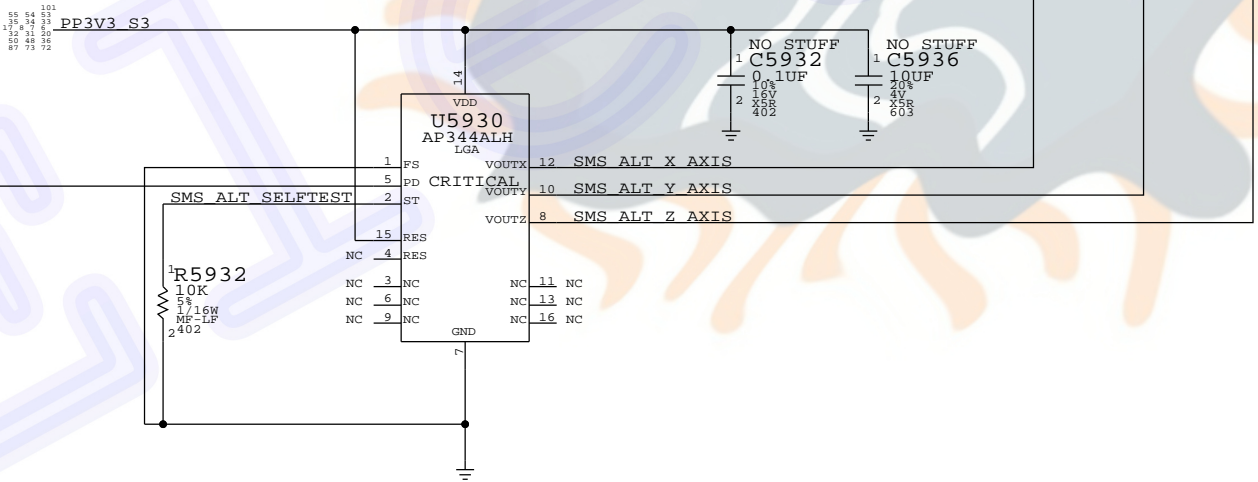 101
55 54 53
35 34 33
17 8 7 6
32 31 20
50 48 36
87 73 72
PP3V3_S3
NO STUFF
C5932
0.1UF
10%
16V
X5R
402
1
2
NO STUFF
C5936
10UF
20%
4V
X5R
603
1
2
14
VDD
U5930
AP344ALH
LGA
CRITICAL
1 FS
5 PD
SMS_ALT_SELFTEST 2 ST
15 RES
NC 4 RES
NC 3 NC
NC 6 NC
NC 9 NC
VOUTX 12 SMS_ALT_X_AXIS
VOUTY 10 SMS_ALT_Y_AXIS
VOUTZ 8 SMS_ALT_Z_AXIS
NC 11 NC
NC 13 NC
NC 16 NC
GND
7
1
R5932
10K
5%
1/16W
MF-LF
402
2